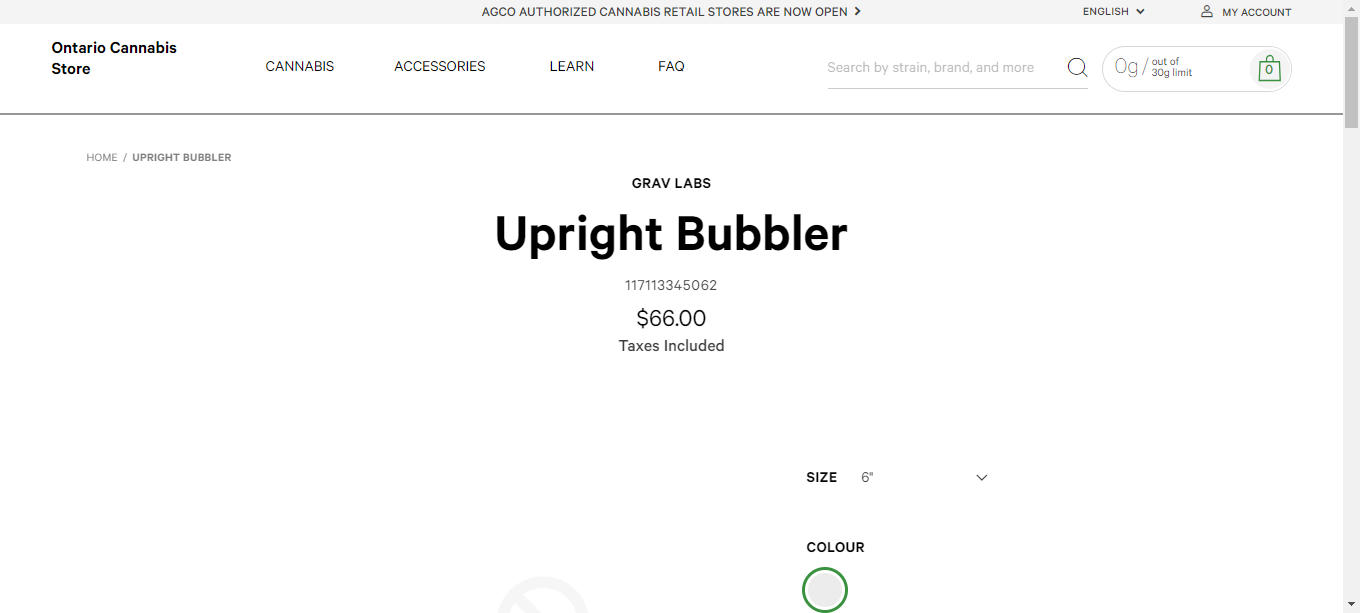 AGCO AUTHORIZED CANNABIS RETAIL STORES ARE NOW OPEN
ENGLISH
MY ACCOUNT
Ontario Cannabis
Store
CANNABIS
ACCESSORIES
LEARN
FAQ
Search by strain, brand, and more
0g / out of
30g limit
0
HOME / UPRIGHT BUBBLER
GRAV LABS
Upright Bubbler
117113345062
$66.00
Taxes Included
SIZE 6"
COLOUR